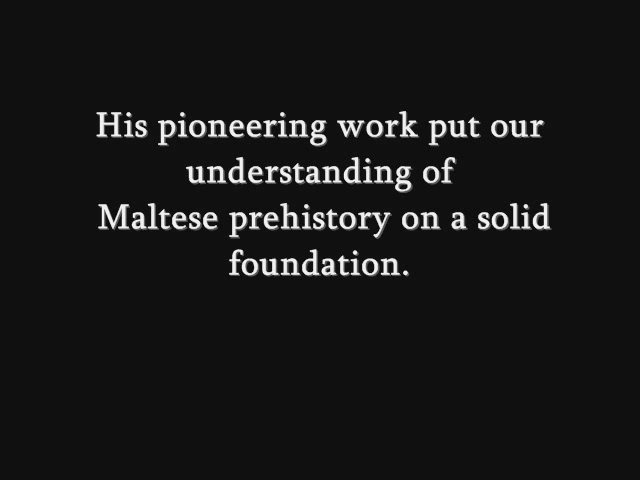 His pioneering work put our
understanding of
Maltese prehistory on a solid
foundation.